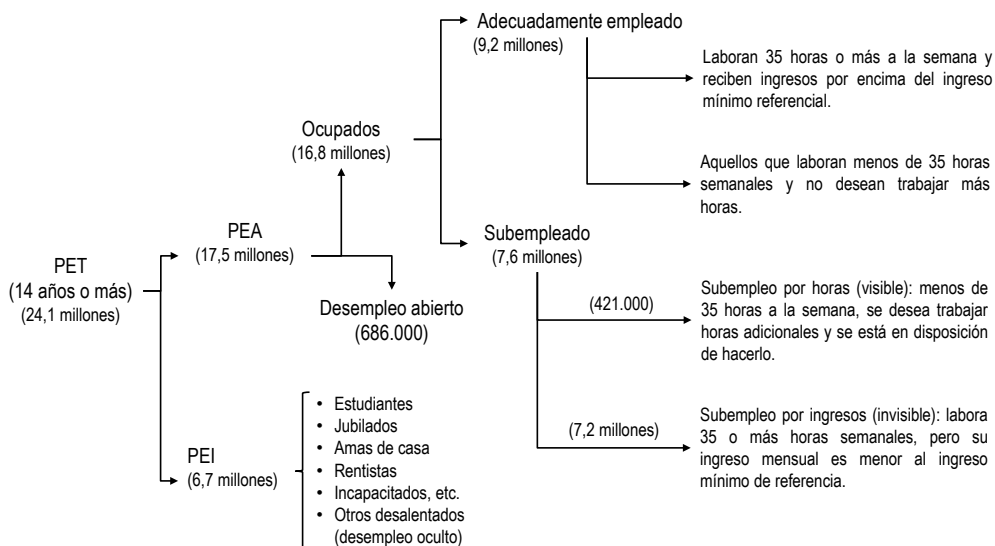 PET
(14 años o más)
(24,1 millones)
PEA
(17,5 millones)
Ocupados
(16,8 millones)
Adecuadamente empleado
(9,2 millones)
Laboran 35 horas o más a la semana y
reciben ingresos por encima del ingreso
mínimo referencial.
Aquellos que laboran menos de 35 horas
semanales y no desean trabajar más
horas.
Subempleado
(7,6 millones)
(421.000)
Subempleo por horas (visible): menos de
35 horas a la semana, se desea trabajar
horas adicionales y se está en disposición
de hacerlo.
(7,2 millones)
Subempleo por ingresos (invisible): labora
35 o más horas semanales, pero su
ingreso mensual es menor al ingreso
mínimo de referencia.
Desempleo abierto
(686.000)
PEI
(6,7 millones)
• Estudiantes
• Jubilados
• Amas de casa
• Rentistas
• Incapacitados, etc.
• Otros desalentados
(desempleo oculto)